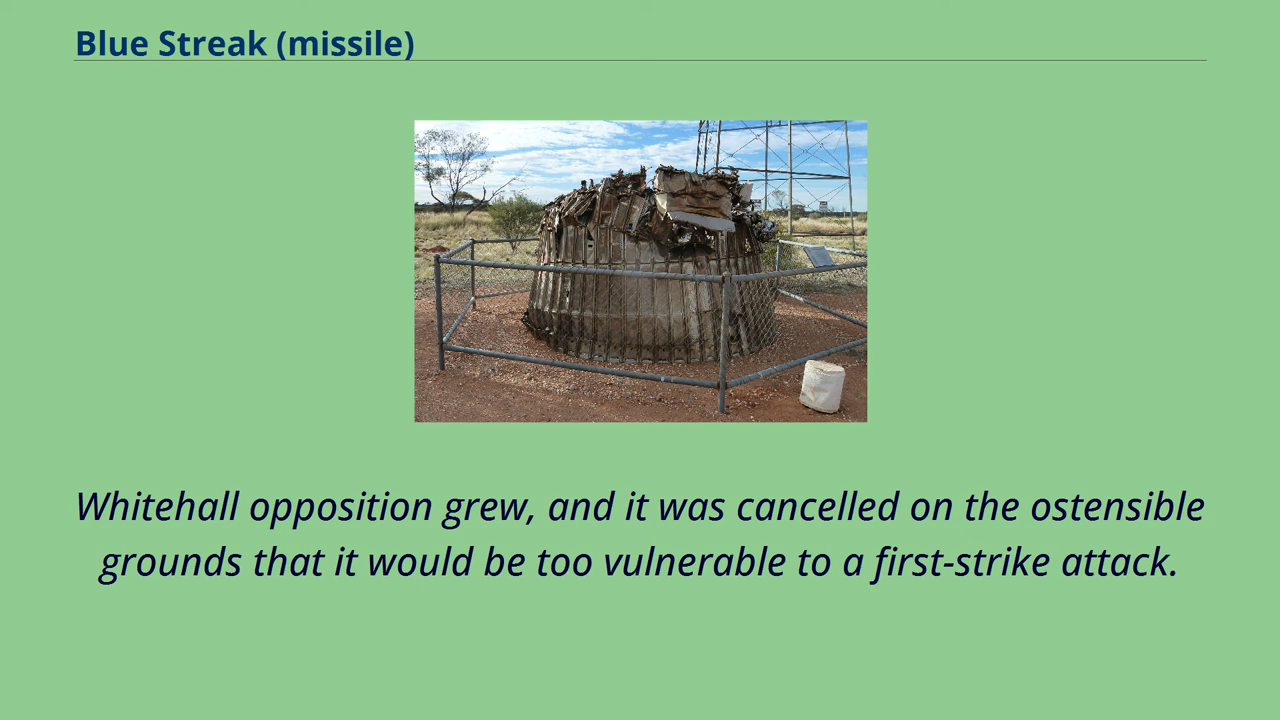 Blue Streak (missile)
Whitehall opposition grew, and it was cancelled on the ostensible
grounds that it would be too vulnerable to a first-strike attack.